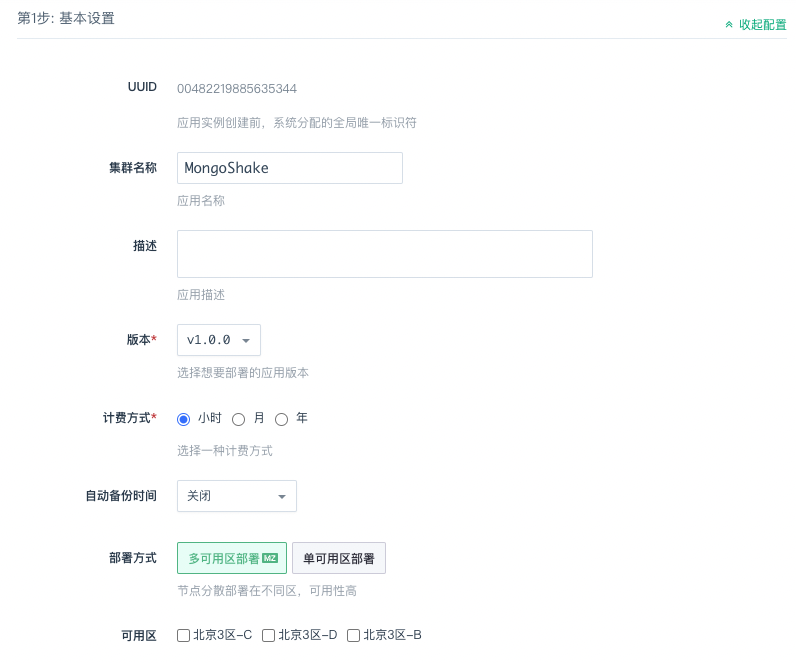 第1步: 基本设置
收起配置
UUID 00482219885635344
应用实例创建前，系统分配的全局唯一标识符
集群名称 MongoShake
应用名称
描述
应用描述
版本* v1.0.0
选择想要部署的应用版本
计费方式* 小时 月 年
选择一种计费方式
自动备份时间 关闭
部署方式 多可用区部署 MZ 单可用区部署
节点分散部署在不同区，可用性高
可用区 北京3区-C 北京3区-D 北京3区-B